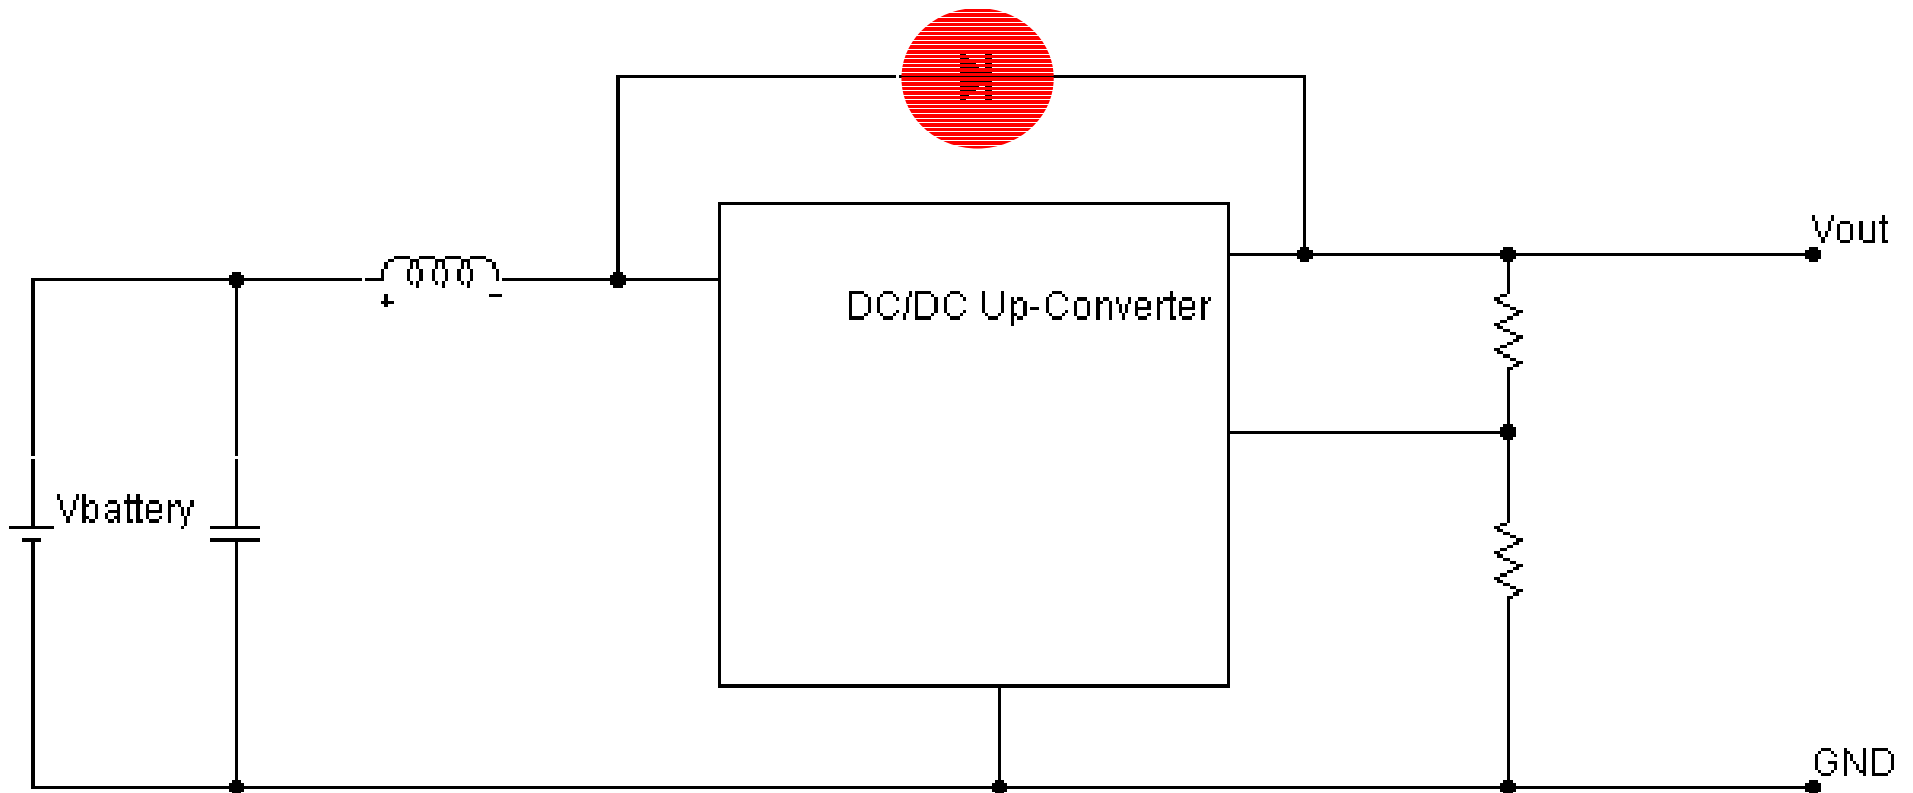 Vout
DC/DC Up-Converter
Vbattery
+
-
GND